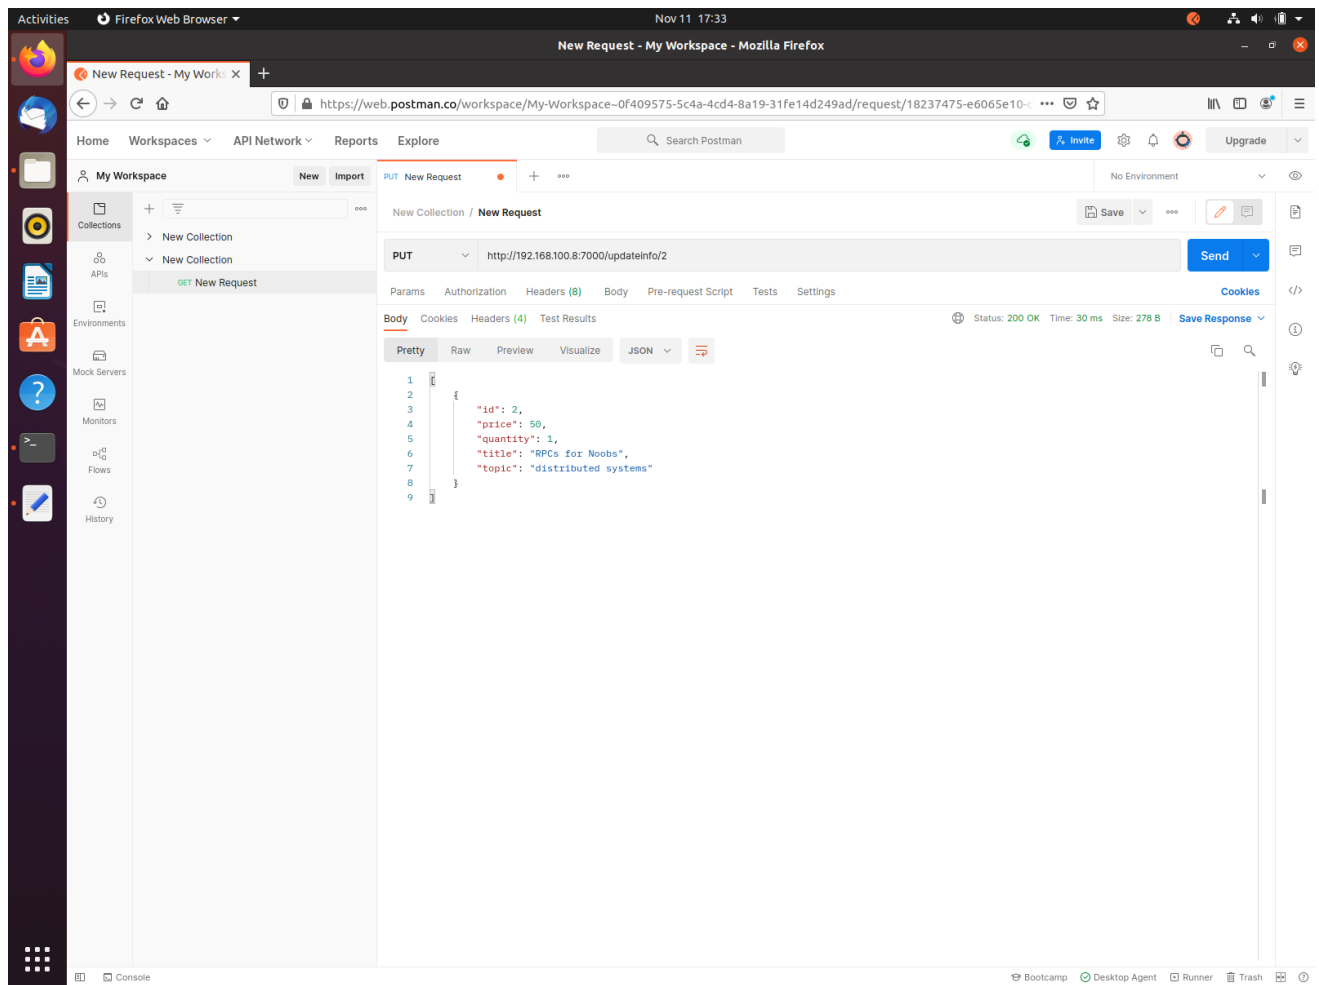 Activities Firefox Web Browser Nov 11 17:33
New Request - My Workspace - Mozilla Firefox
New Request - My Works
https://web.postman.co/workspace/My-Workspace~0f409575-5c4a-4cd4-8a19-31fe14d249ad/request/18237475-e6065e10-c
Home Workspaces API Network Reports Explore Search Postman Invite Upgrade
My Workspace New Import PUT New Request No Environment
Collections
New Collection / New Request Save
New Collection
New Collection
GET New Request
APIs
Environments
Mock Servers
Monitors
Flows
History
PUT http://192.168.100.8:7000/updateinfo/2 Send
Params Authorization Headers (8) Body Pre-request Script Tests Settings Cookies
Body Cookies Headers (4) Test Results Status: 200 OK Time: 30 ms Size: 278 B Save Response
Pretty Raw Preview Visualize JSON
1 [
2 {
3 "id": 2,
4 "price": 50,
5 "quantity": 1,
6 "title": "RPCs for Noobs",
7 "topic": "distributed systems"
8 }
9 ]
Console Bootcamp Desktop Agent Runner Trash